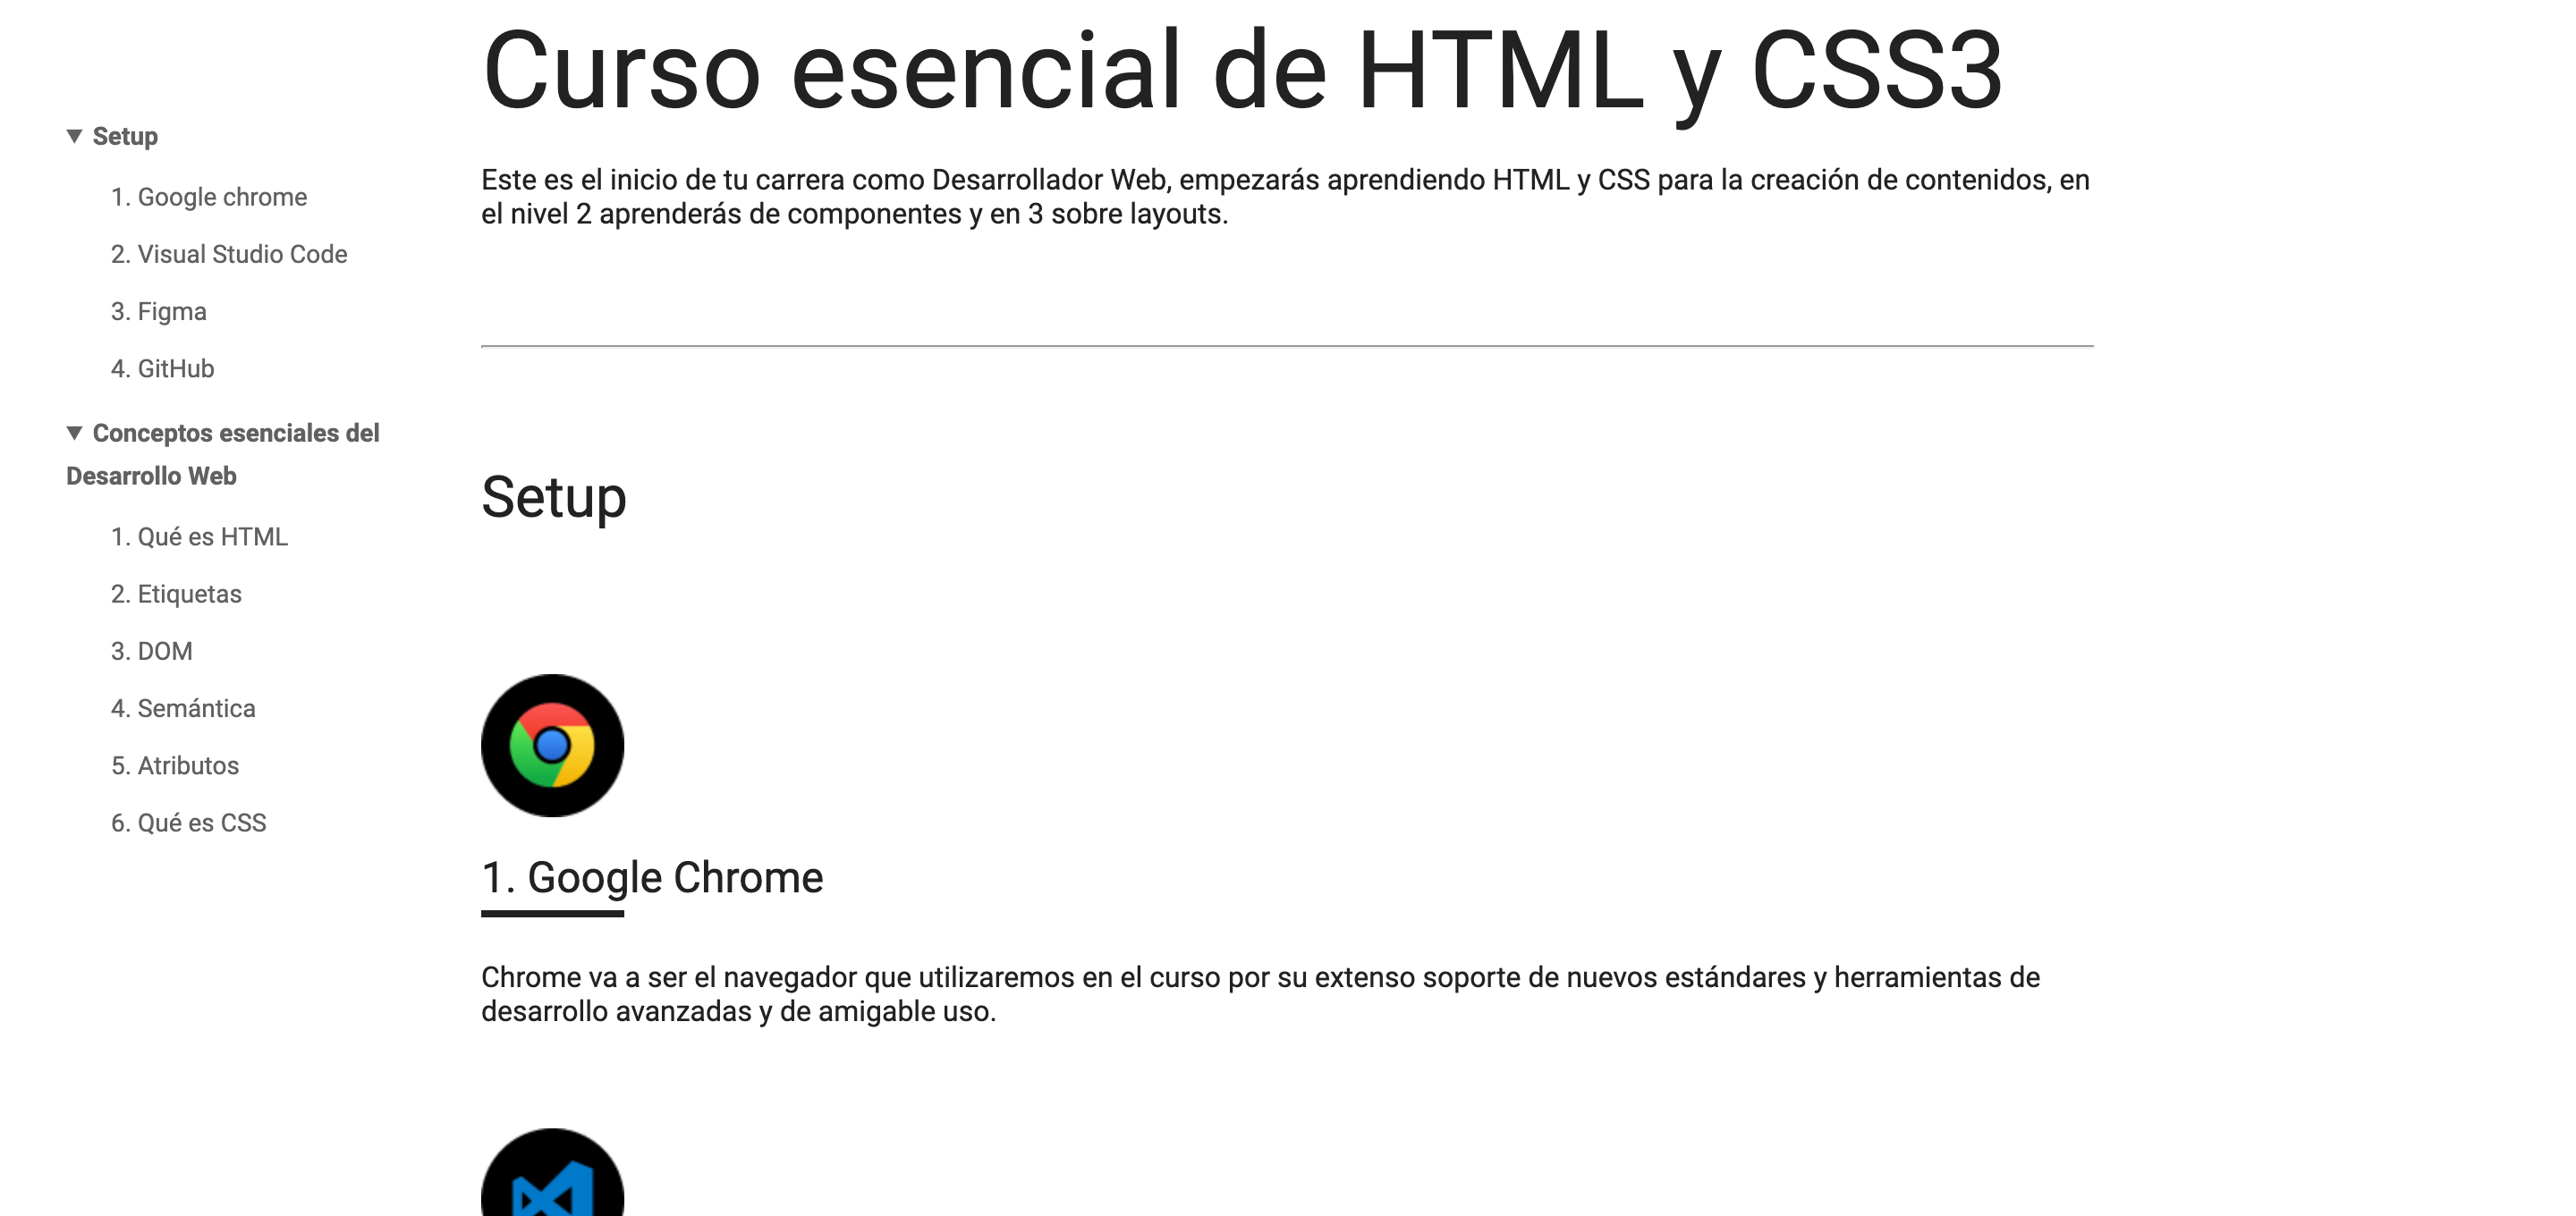 Curso esencial de HTML y CSS3
Este es el inicio de tu carrera como Desarrollador Web, empezarás aprendiendo HTML y CSS para la creación de contenidos, en
el nivel 2 aprenderás de componentes y en 3 sobre layouts.
Setup
1. Google chrome
2. Visual Studio Code
3. Figma
4. GitHub
Conceptos esenciales del
Desarrollo Web
1. Qué es HTML
2. Etiquetas
3. DOM
4. Semántica
5. Atributos
6. Qué es CSS
Setup
1. Google Chrome
Chrome va a ser el navegador que utilizaremos en el curso por su extenso soporte de nuevos estándares y herramientas de
desarrollo avanzadas y de amigable uso.